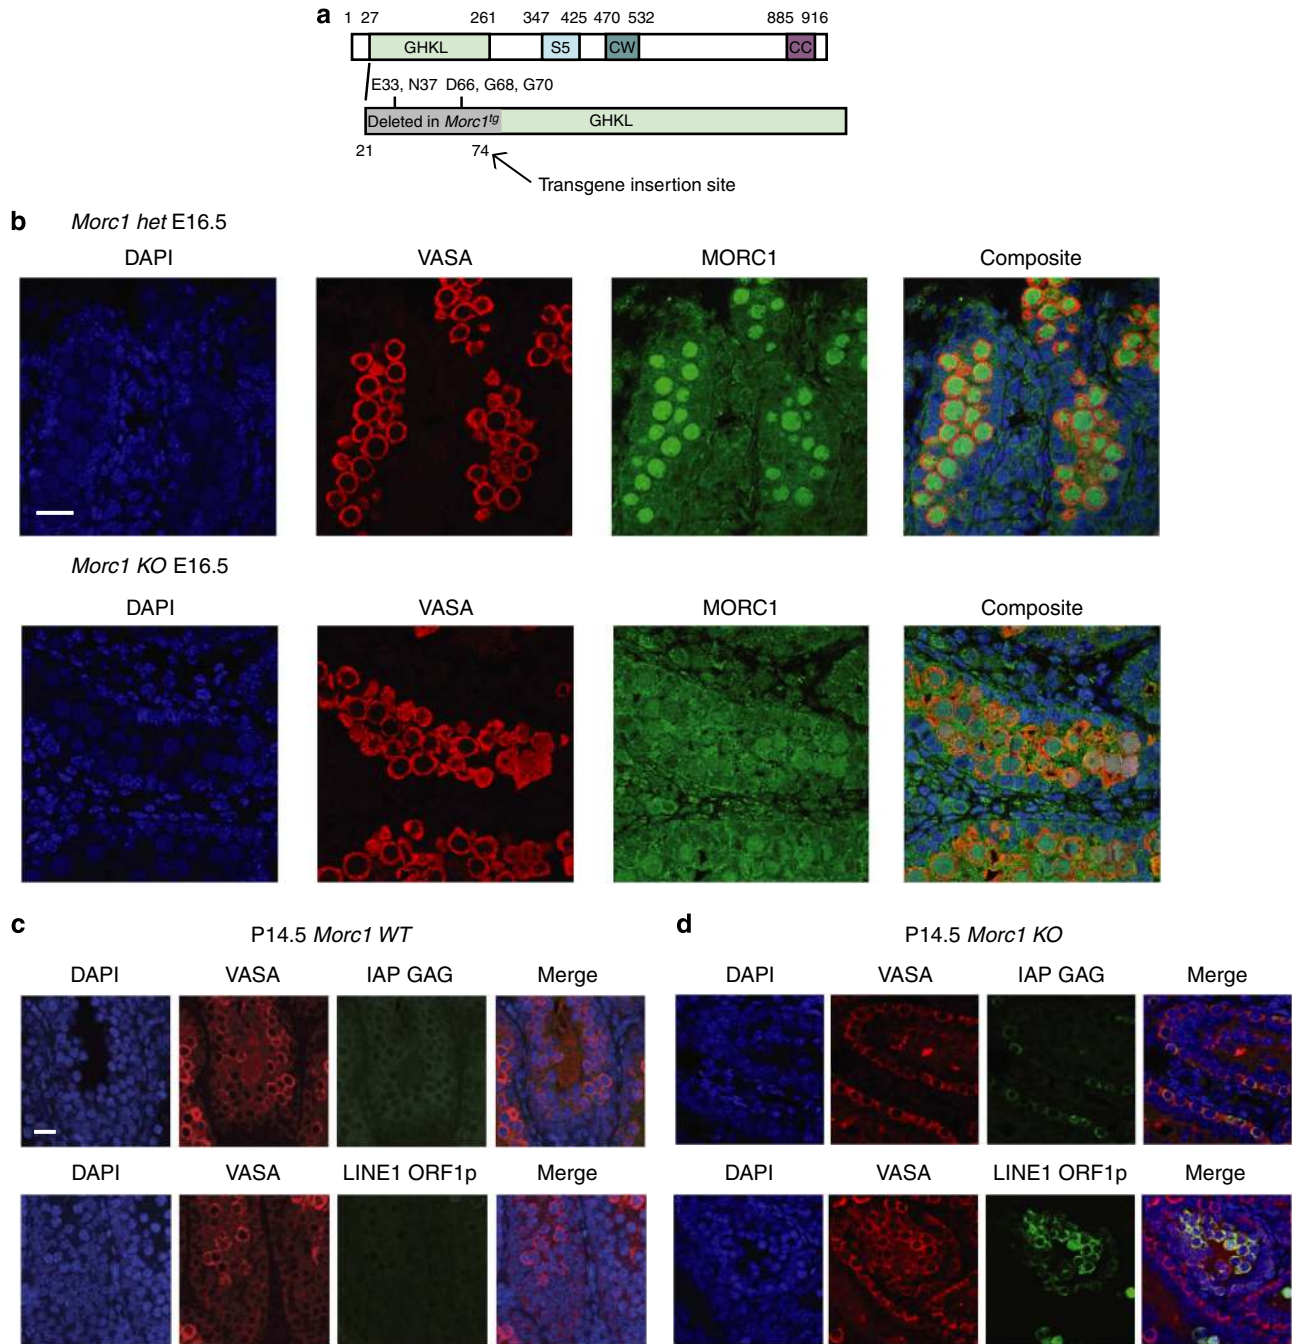 a
1 27 261 347 425 470 532 885 916
GHKL S5 CW CC
E33, N37 D66, G68, G70
Deleted in Morc1tg GHKL
21 74
Transgene insertion site
b Morc1 het E16.5
DAPI VASA MORC1 Composite
Morc1 KO E16.5
DAPI VASA MORC1 Composite
c P14.5 Morc1 WT
DAPI VASA IAP GAG Merge
DAPI VASA LINE1 ORF1p Merge
d P14.5 Morc1 KO
DAPI VASA IAP GAG Merge
DAPI VASA LINE1 ORF1p Merge